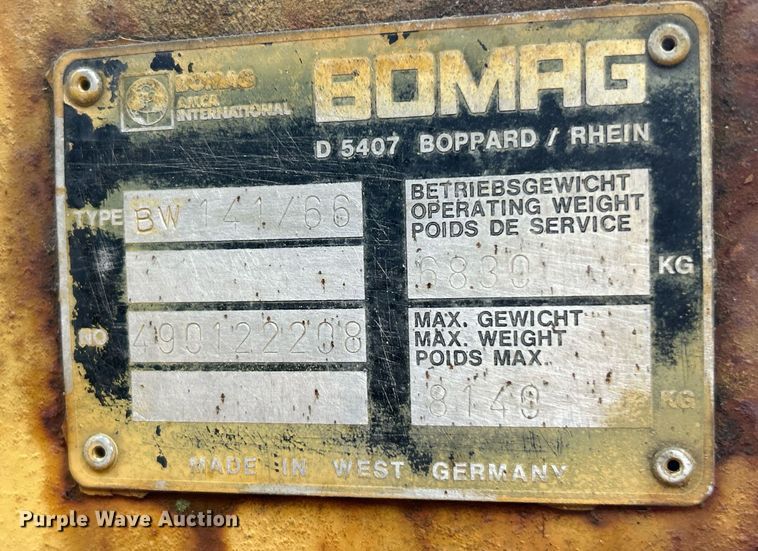 BOMAG
INTERNATIONAL
BOMAG
D 5407 BOPPARD / RHEIN
TYPE BW 141/66
NO 490122208
BETRIEBSGEWICHT
OPERATING WEIGHT
POIDS DE SERVICE
6830 KG
MAX. GEWICHT
MAX. WEIGHT
POIDS MAX.
8140 KG
MADE IN WEST GERMANY
Purple Wave Auction